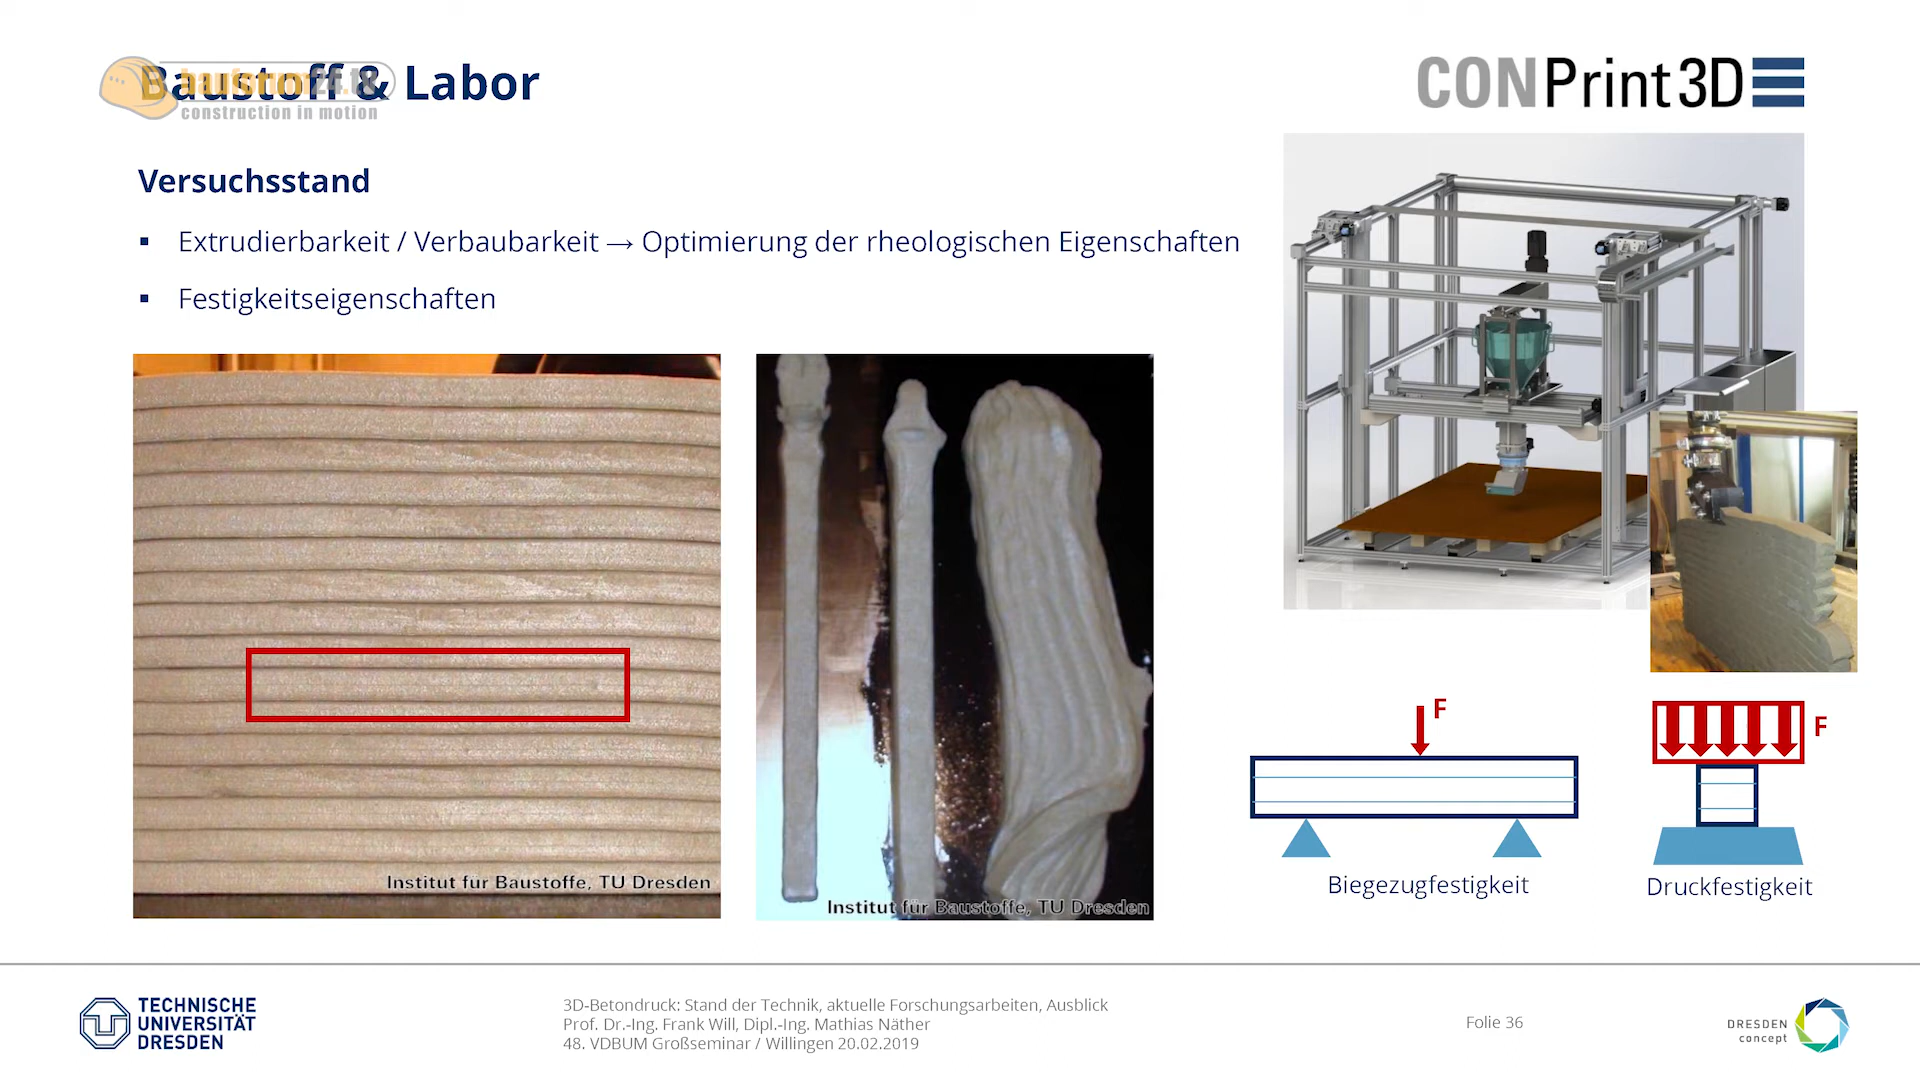 Baustoff & Labor
bauforum24.tv
construction in motion
CONPrint3D
Versuchsstand
▪ Extrudierbarkeit / Verbaubarkeit → Optimierung der rheologischen Eigenschaften
▪ Festigkeitseigenschaften
Institut für Baustoffe, TU Dresden
Institut für Baustoffe, TU Dresden
F
F
Biegezugfestigkeit
Druckfestigkeit
TECHNISCHE
UNIVERSITÄT
DRESDEN
3D-Betondruck: Stand der Technik, aktuelle Forschungsarbeiten, Ausblick
Prof. Dr.-Ing. Frank Will, Dipl.-Ing. Mathias Näther
48. VDBUM Großseminar / Willingen 20.02.2019
Folie 36
DRESDEN
concept